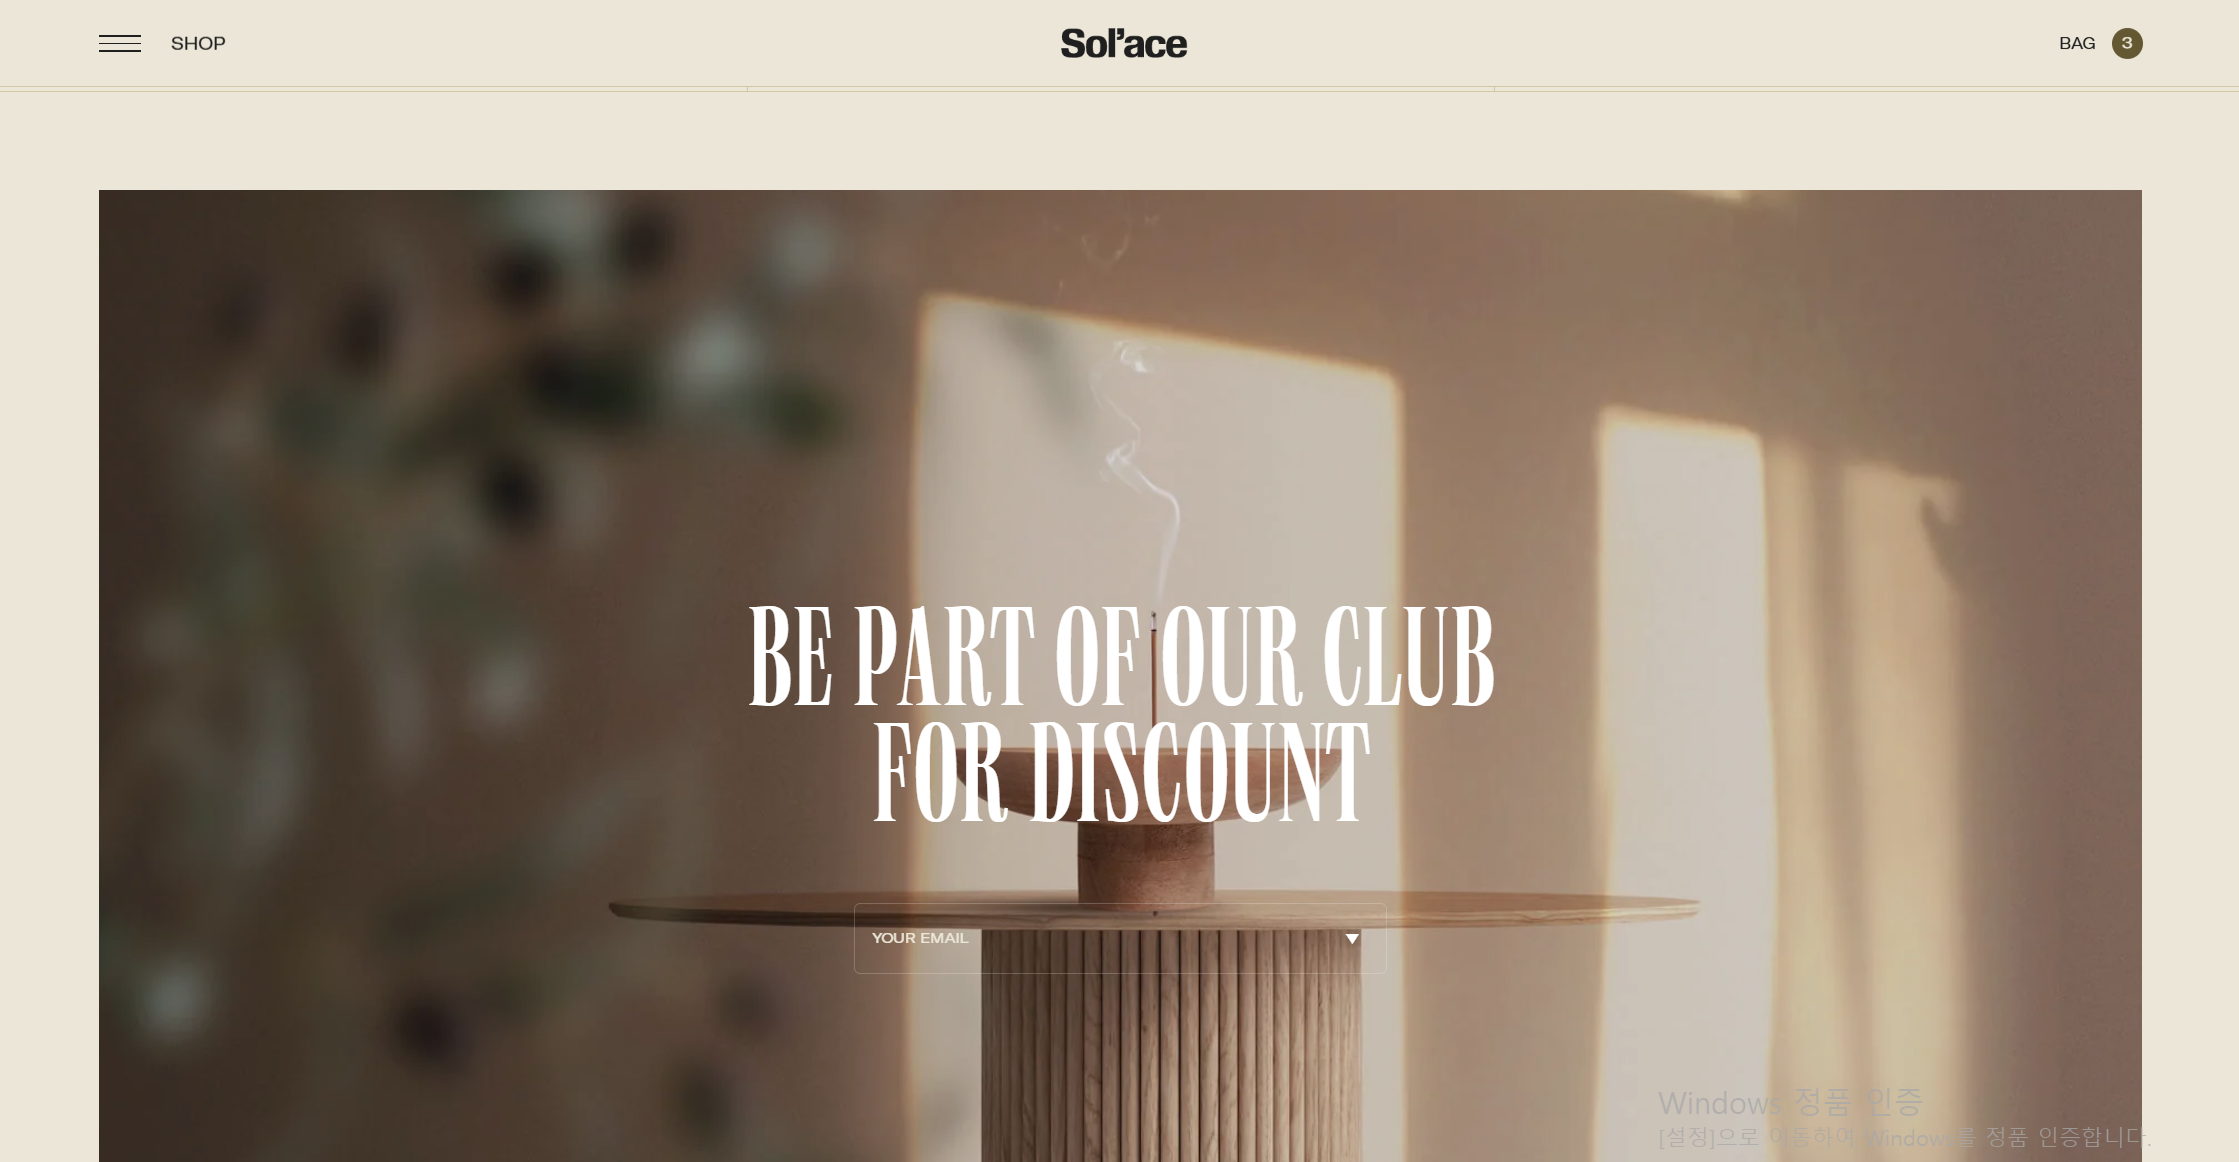 SHOP
Sol'ace
BAG 3
BE PART OF OUR CLUB
FOR DISCOUNT
YOUR EMAIL
Windows 정품 인증
[설정]으로 이동하여 Windows를 정품 인증합니다.